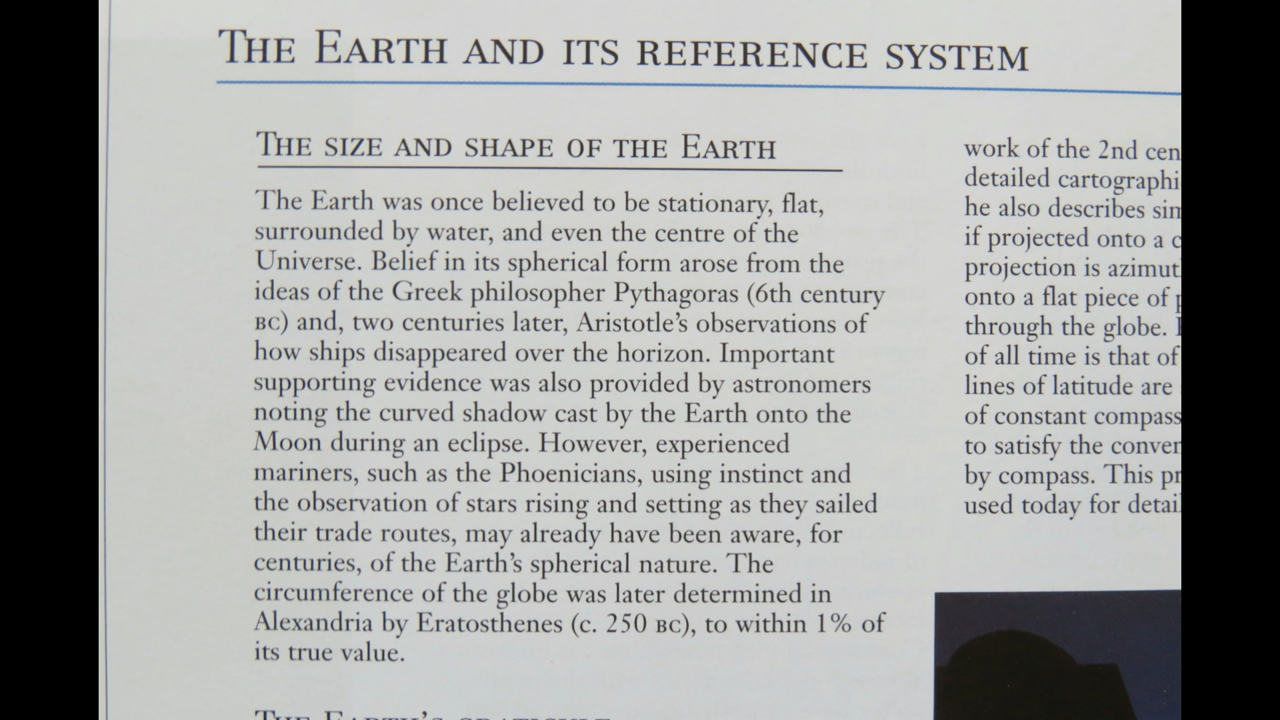 THE EARTH AND ITS REFERENCE SYSTEM
THE SIZE AND SHAPE OF THE EARTH
The Earth was once believed to be stationary, flat,
surrounded by water, and even the centre of the
Universe. Belief in its spherical form arose from the
ideas of the Greek philosopher Pythagoras (6th century
BC) and, two centuries later, Aristotle's observations of
how ships disappeared over the horizon. Important
supporting evidence was also provided by astronomers
noting the curved shadow cast by the Earth onto the
Moon during an eclipse. However, experienced
mariners, such as the Phoenicians, using instinct and
the observation of stars rising and setting as they sailed
their trade routes, may already have been aware, for
centuries, of the Earth's spherical nature. The
circumference of the globe was later determined in
Alexandria by Eratosthenes (c. 250 BC), to within 1% of
its true value.
THE EARTH'S GRATICULE
work of the 2nd
detailed
he also describes
if projected onto a
projection is
onto a flat piece of
through the globe.
of all time is that of
lines of latitude are
of constant compass
to satisfy the
by compass. This
used today for